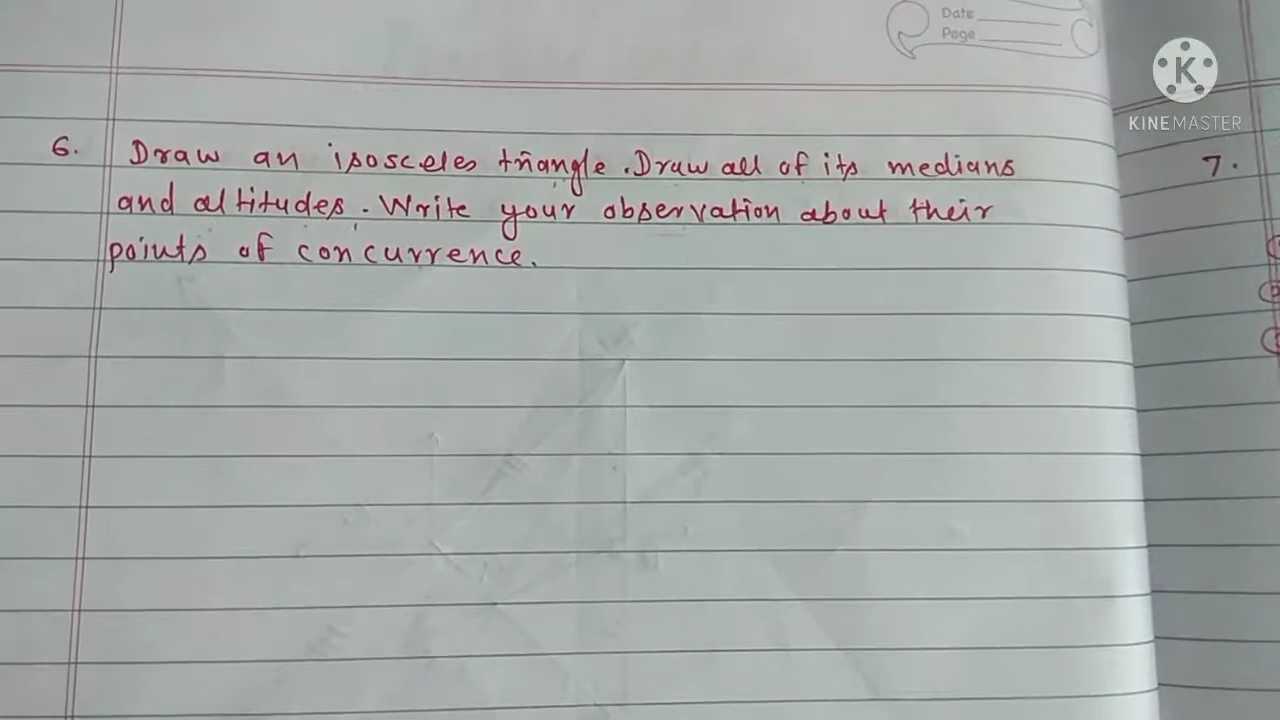 Date
Page
K
KINEMASTER
6. Draw an isosceles triangle. Draw all of its medians
and altitudes. Write your observation about their
points of concurrence.
7.